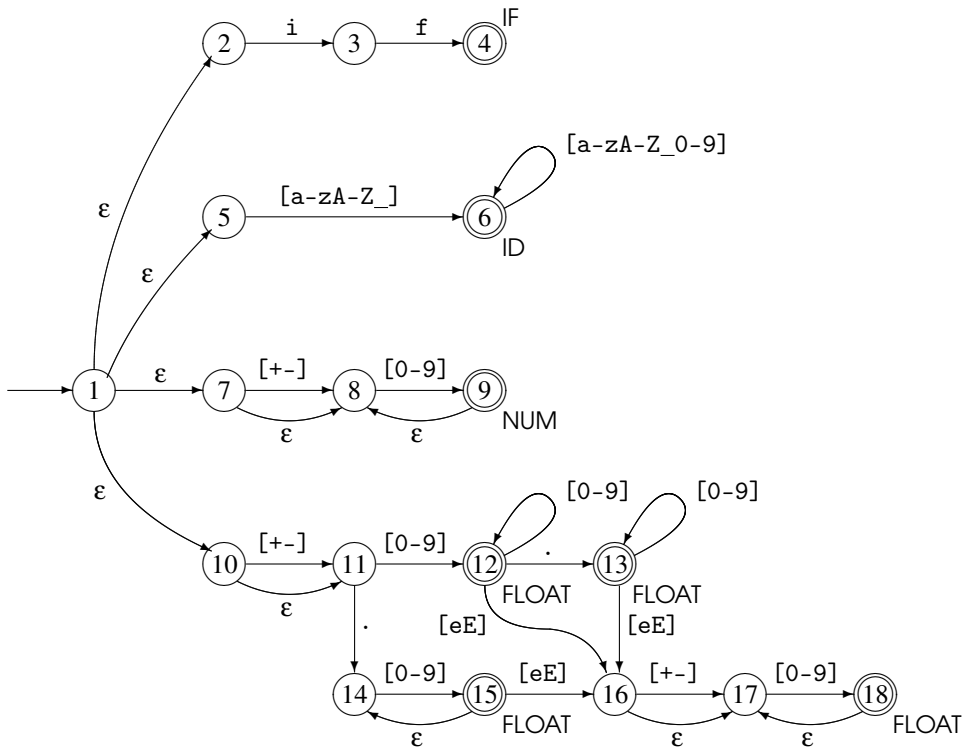 IF
2 i 3 f 4
[a-zA-Z_0-9]
[a-zA-Z_]
ε 5 6
ID
ε
[+-] [0-9]
1 ε 7 8 9
ε ε NUM
[0-9] [0-9]
ε
[+-] [0-9] .
10 11 12 13
ε FLOAT FLOAT
. [eE] [eE]
[0-9] [eE] [+-] [0-9]
14 15 16 17 18
ε FLOAT ε ε FLOAT